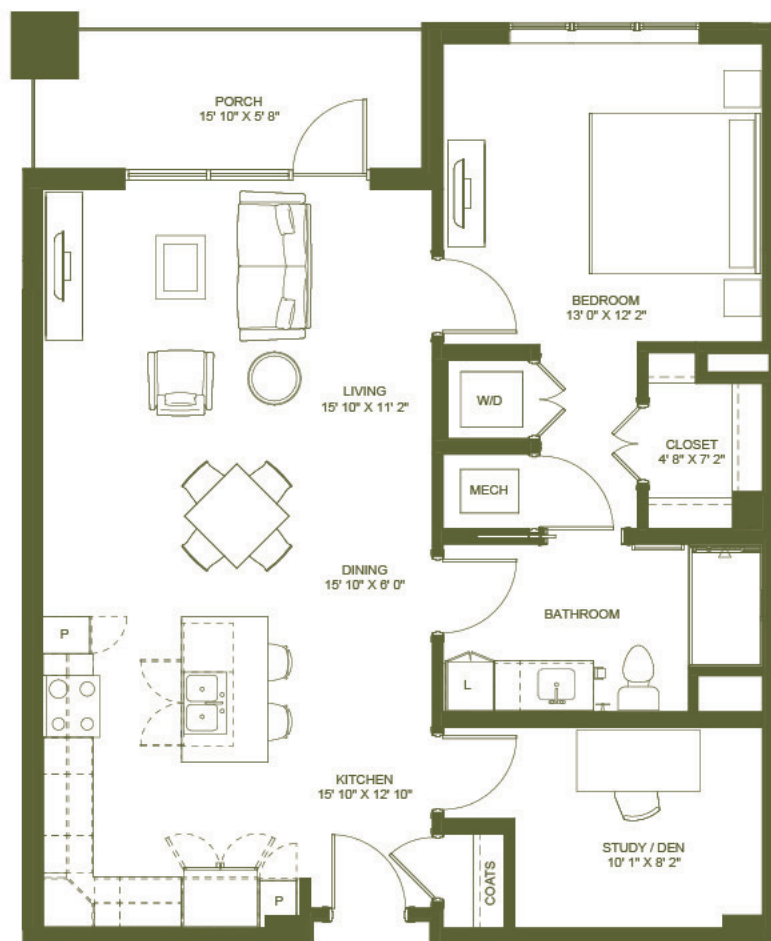 PORCH
15' 10" X 5' 8"
BEDROOM
13' 0" X 12' 2"
LIVING
15' 10" X 11' 2"
W/D
CLOSET
4' 8" X 7' 2"
MECH
DINING
15' 10" X 6' 0"
BATHROOM
P
L
KITCHEN
15' 10" X 12' 10"
STUDY / DEN
10' 1" X 8' 2"
COATS
P